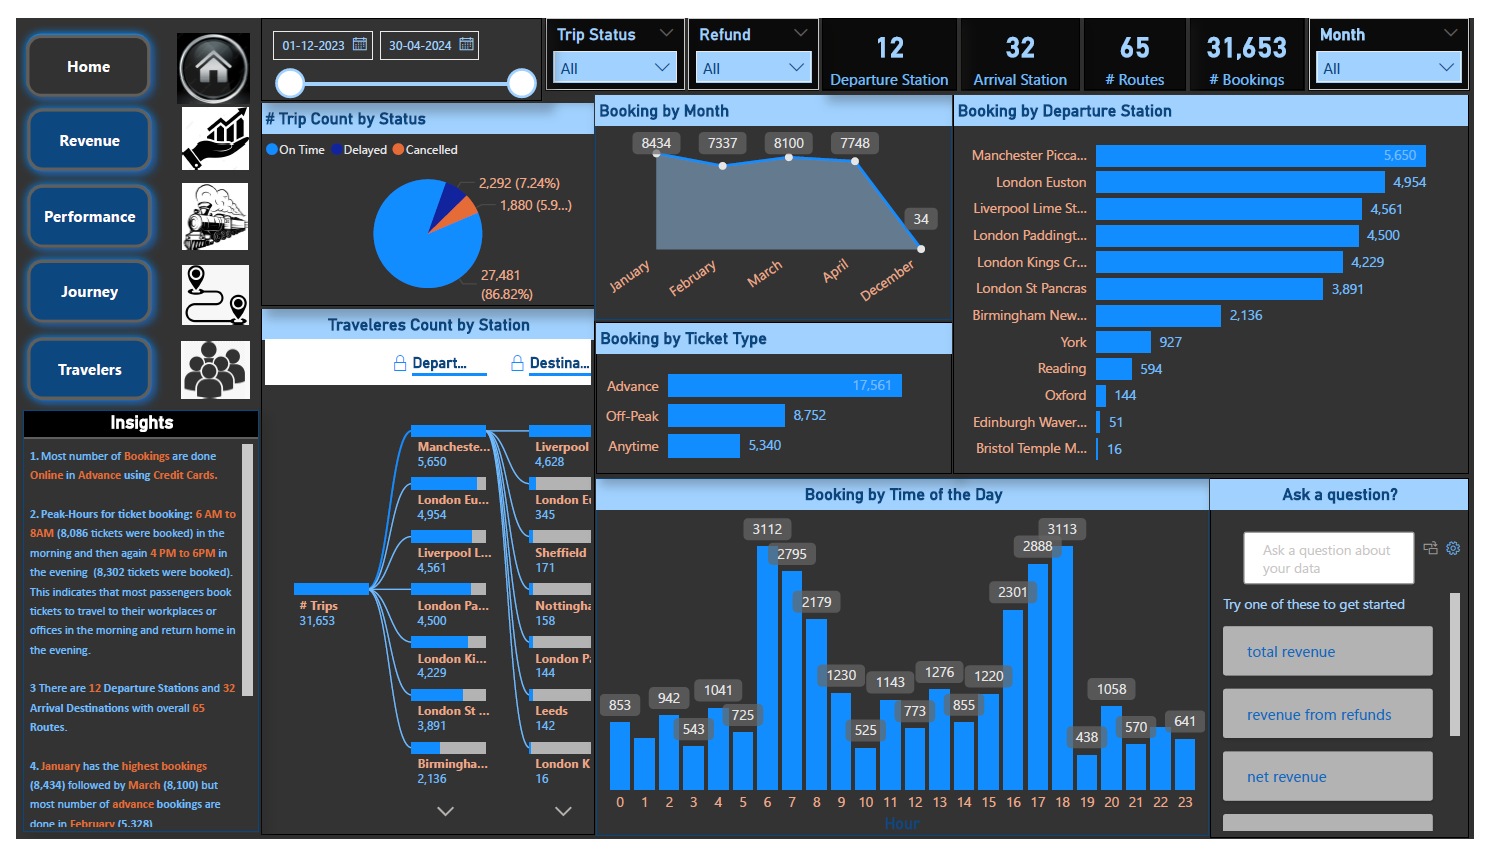 Home
Revenue
Performance
Journey
Travelers
Insights
1. Most number of Bookings are done
Online in Advance using Credit Cards.
2. Peak-Hours for ticket booking: 6 AM to
8AM (8,086 tickets were booked) in the
morning and then again 4 PM to 6PM in
the evening (8,302 tickets were booked).
This indicates that most passengers book
tickets to travel to their workplaces or
offices in the morning and return home in
the evening.
3 There are 12 Departure Stations and 32
Arrival Destinations with overall 65
Routes.
4. January has the highest bookings
(8,434) followed by March (8,100) but
most number of advance bookings are
done in February (5,328)
01-12-2023
30-04-2024
Trip Status
All
Refund
All
12
Departure Station
32
Arrival Station
65
# Routes
31,653
# Bookings
Month
All
# Trip Count by Status
On Time Delayed Cancelled
2,292 (7.24%)
1,880 (5.9...)
27,481
(86.82%)
Traveleres Count by Station
Depart... Destina...
# Trips
31,653
Mancheste...
5,650
London Eu...
4,954
Liverpool L...
4,561
London Pa...
4,500
London Ki...
4,229
London St ...
3,891
Birmingha...
2,136
Liverpool
4,628
London Eu
345
Sheffield
171
Nottingha
158
London Pa
144
Leeds
142
London K
16
Booking by Month
8434
7337
8100
7748
34
January
February
March
April
December
Booking by Ticket Type
Advance 17,561
Off-Peak 8,752
Anytime 5,340
Booking by Departure Station
Manchester Picca... 5,650
London Euston 4,954
Liverpool Lime St... 4,561
London Paddingt... 4,500
London Kings Cr... 4,229
London St Pancras 3,891
Birmingham New... 2,136
York 927
Reading 594
Oxford 144
Edinburgh Waver... 51
Bristol Temple M... 16
Booking by Time of the Day
853
942
543
1041
725
3112
2795
2179
1230
525
1143
773
1276
855
1220
2301
2888
3113
438
1058
570
641
0 1 2 3 4 5 6 7 8 9 10 11 12 13 14 15 16 17 18 19 20 21 22 23
Hour
Ask a question?
Ask a question about
your data
Try one of these to get started
total revenue
revenue from refunds
net revenue